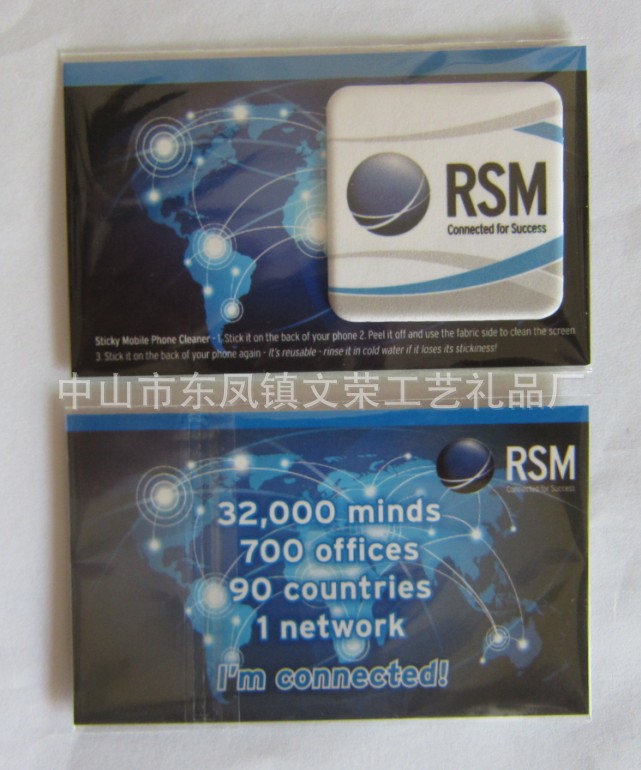 RSM
Connected for Success
Sticky Mobile Phone Cleaner - 1. Stick it on the back of your phone 2. Peel it off and use the fabric side to clean the screen
3. Stick it on the back of your phone again - It's reusable - rinse it in cold water if it loses its stickiness!
中山市东凤镇文荣工艺礼品厂
RSM
Connected for Success
32,000 minds
700 offices
90 countries
1 network
I'm connected!